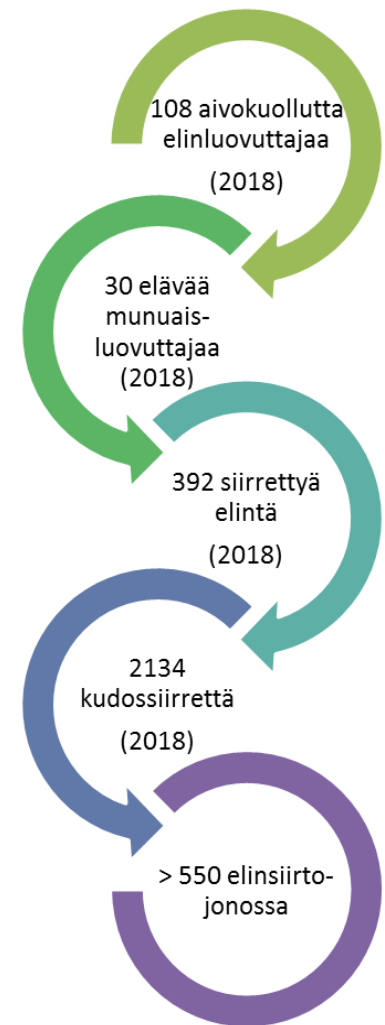 108 aivokuollutta
elinluovuttajaa
(2018)
30 elävää
munuais-
luovuttajaa
(2018)
392 siirrettyä
elintä
(2018)
2134
kudossiirrettä
(2018)
> 550 elinsiirto-
jonossa